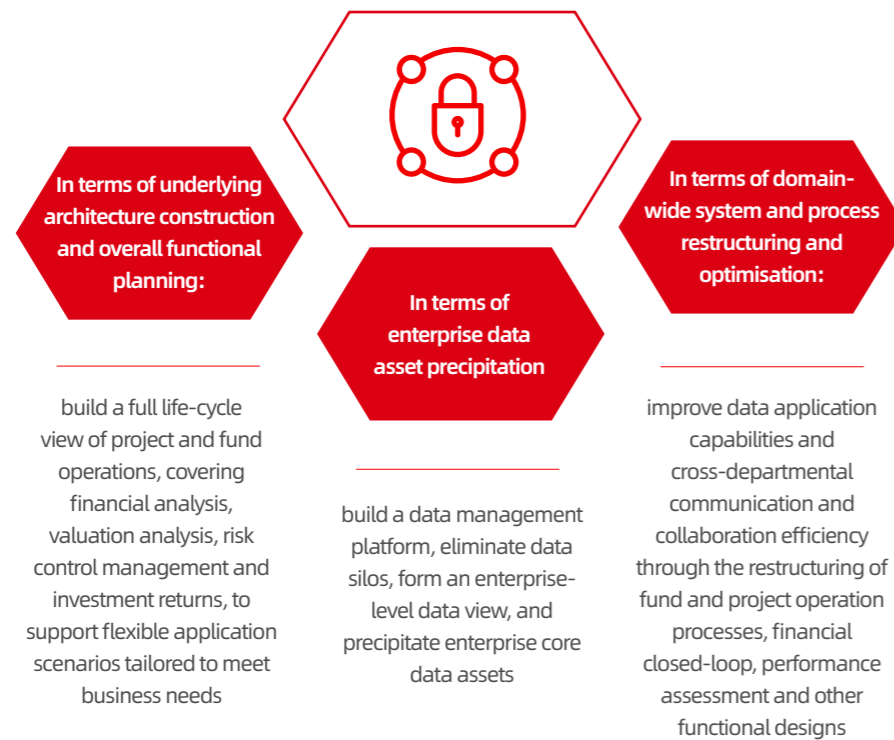 In terms of underlying
architecture construction
and overall functional
planning:
build a full life-cycle
view of project and fund
operations, covering
financial analysis,
valuation analysis, risk
control management and
investment returns, to
support flexible application
scenarios tailored to meet
business needs
In terms of
enterprise data
asset precipitation
build a data management
platform, eliminate data
silos, form an enterprise-
level data view, and
precipitate enterprise core
data assets
In terms of domain-
wide system and process
restructuring and
optimisation:
improve data application
capabilities and
cross-departmental
communication and
collaboration efficiency
through the restructuring of
fund and project operation
processes, financial
closed-loop, performance
assessment and other
functional designs